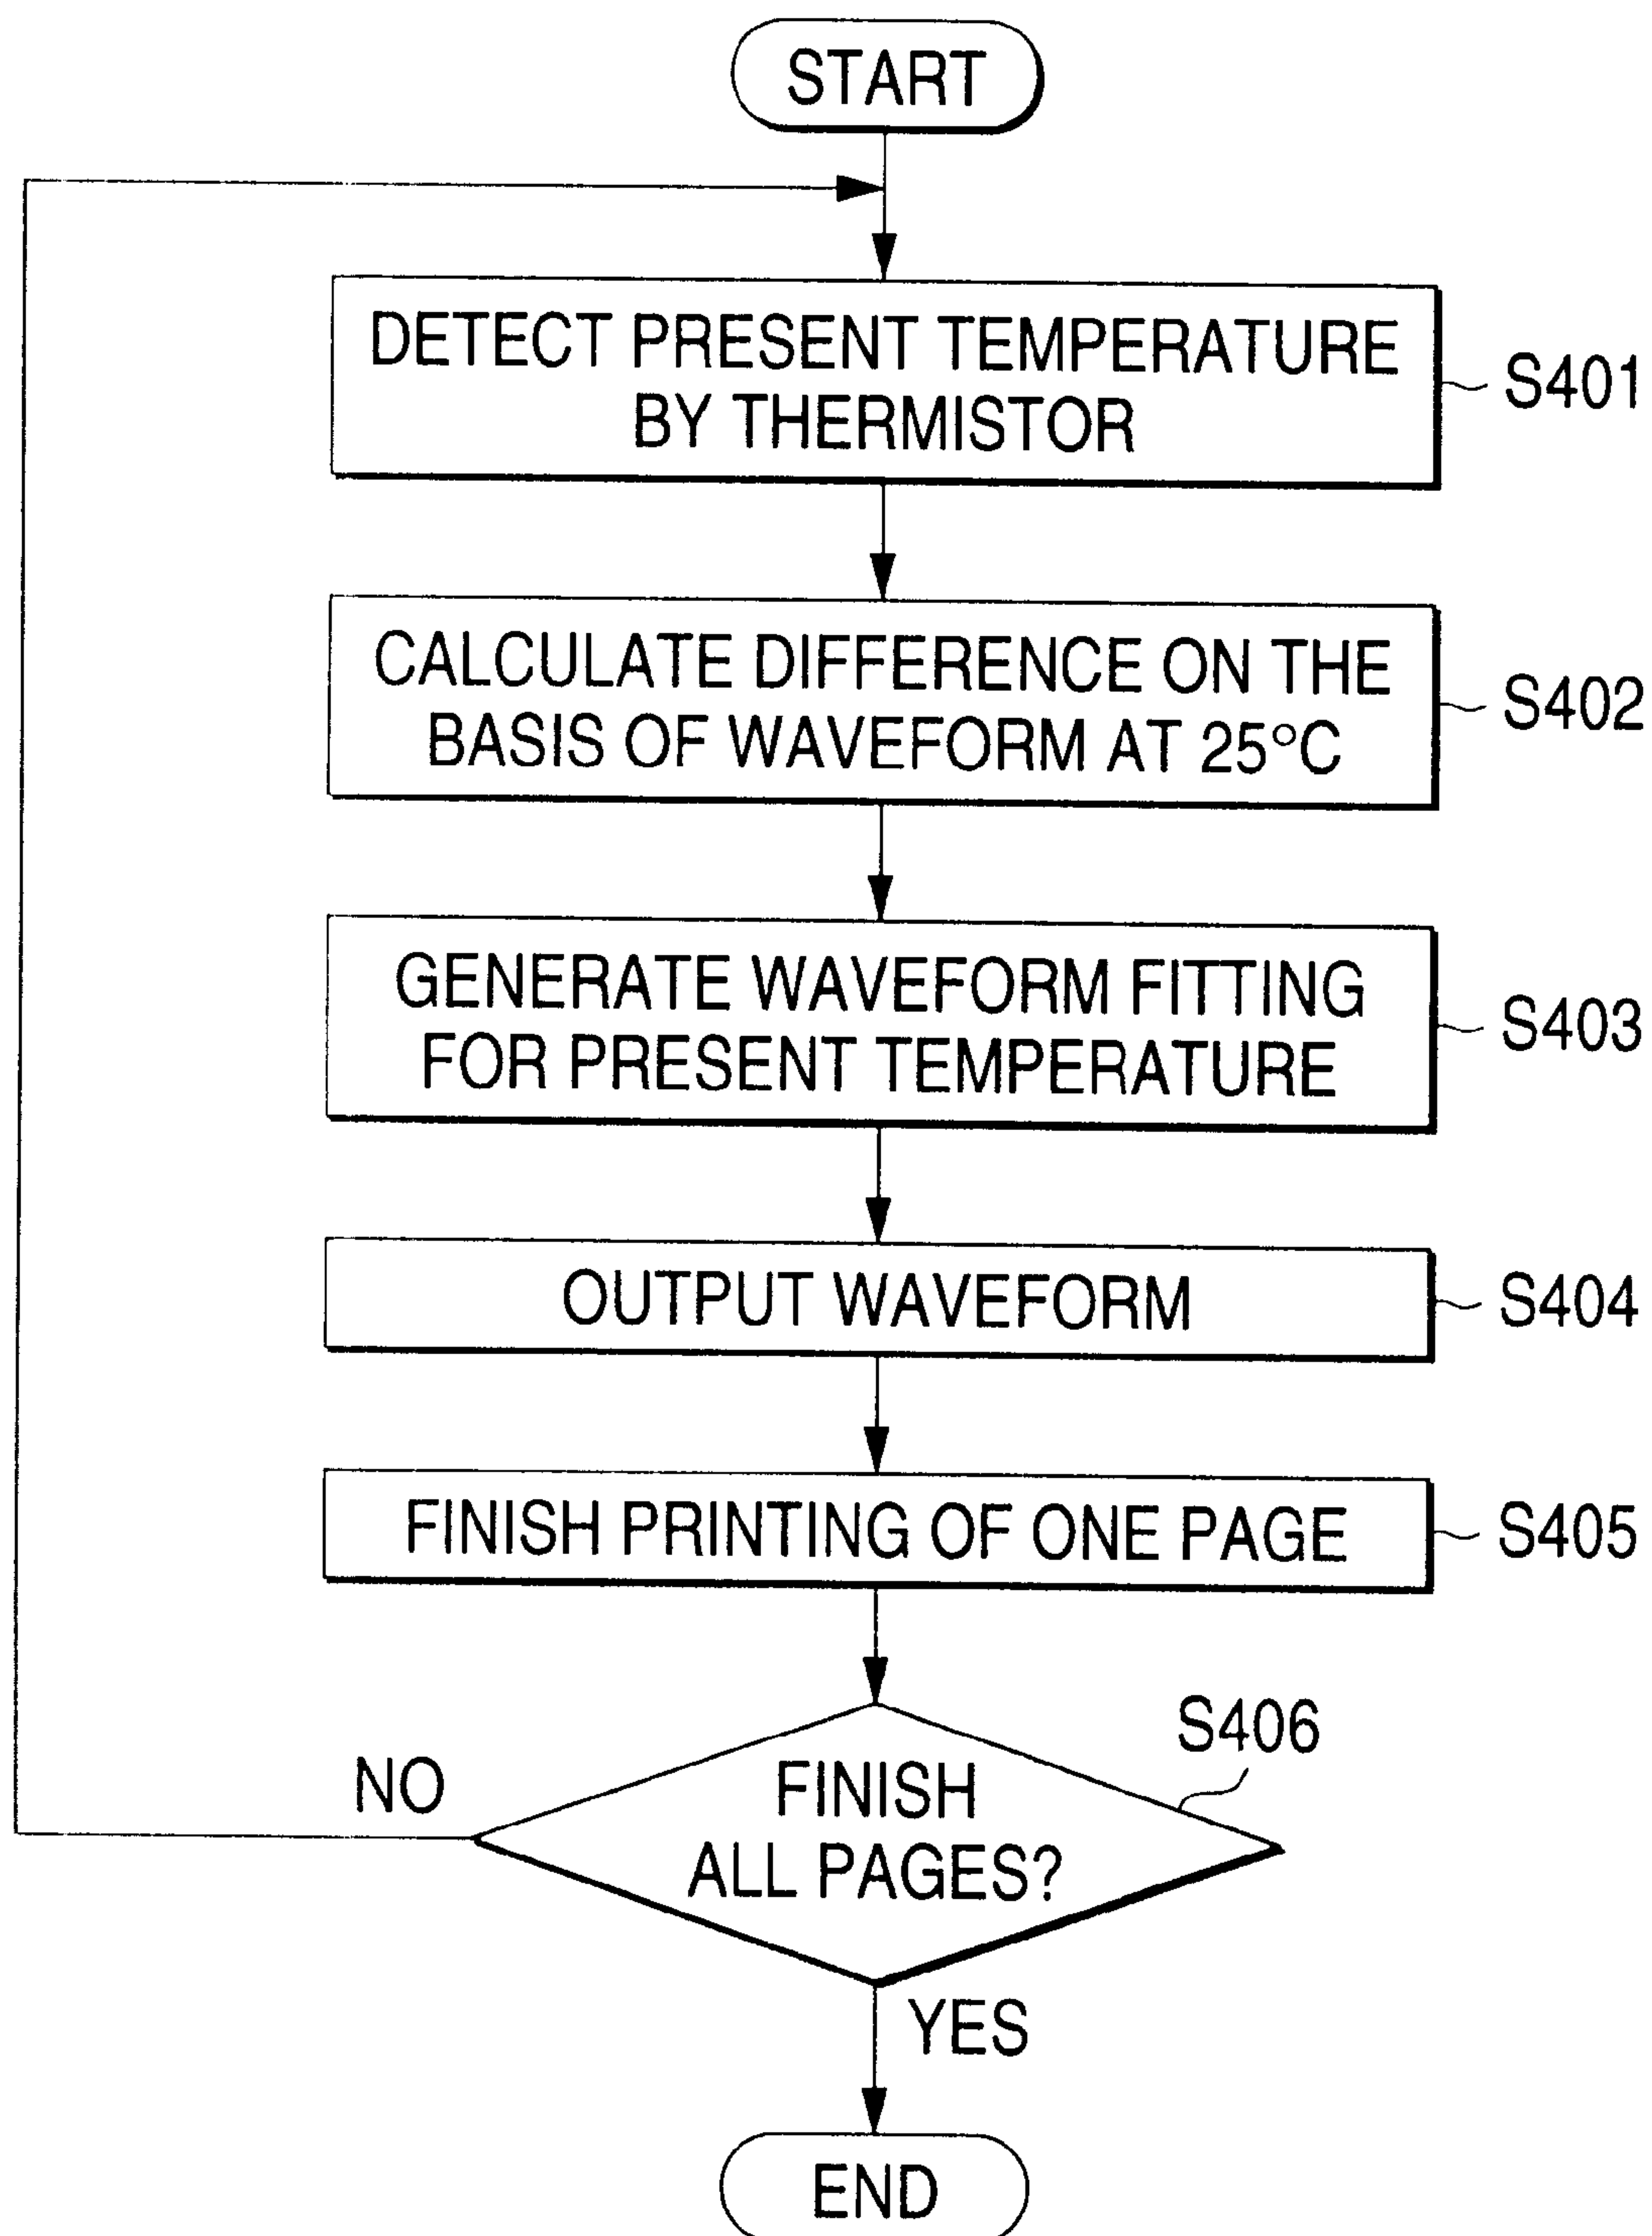 START
DETECT PRESENT TEMPERATURE
BY THERMISTOR
S401
CALCULATE DIFFERENCE ON THE
BASIS OF WAVEFORM AT 25°C
S402
GENERATE WAVEFORM FITTING
FOR PRESENT TEMPERATURE
S403
OUTPUT WAVEFORM
S404
FINISH PRINTING OF ONE PAGE
S405
S406
NO
FINISH
ALL PAGES?
YES
END